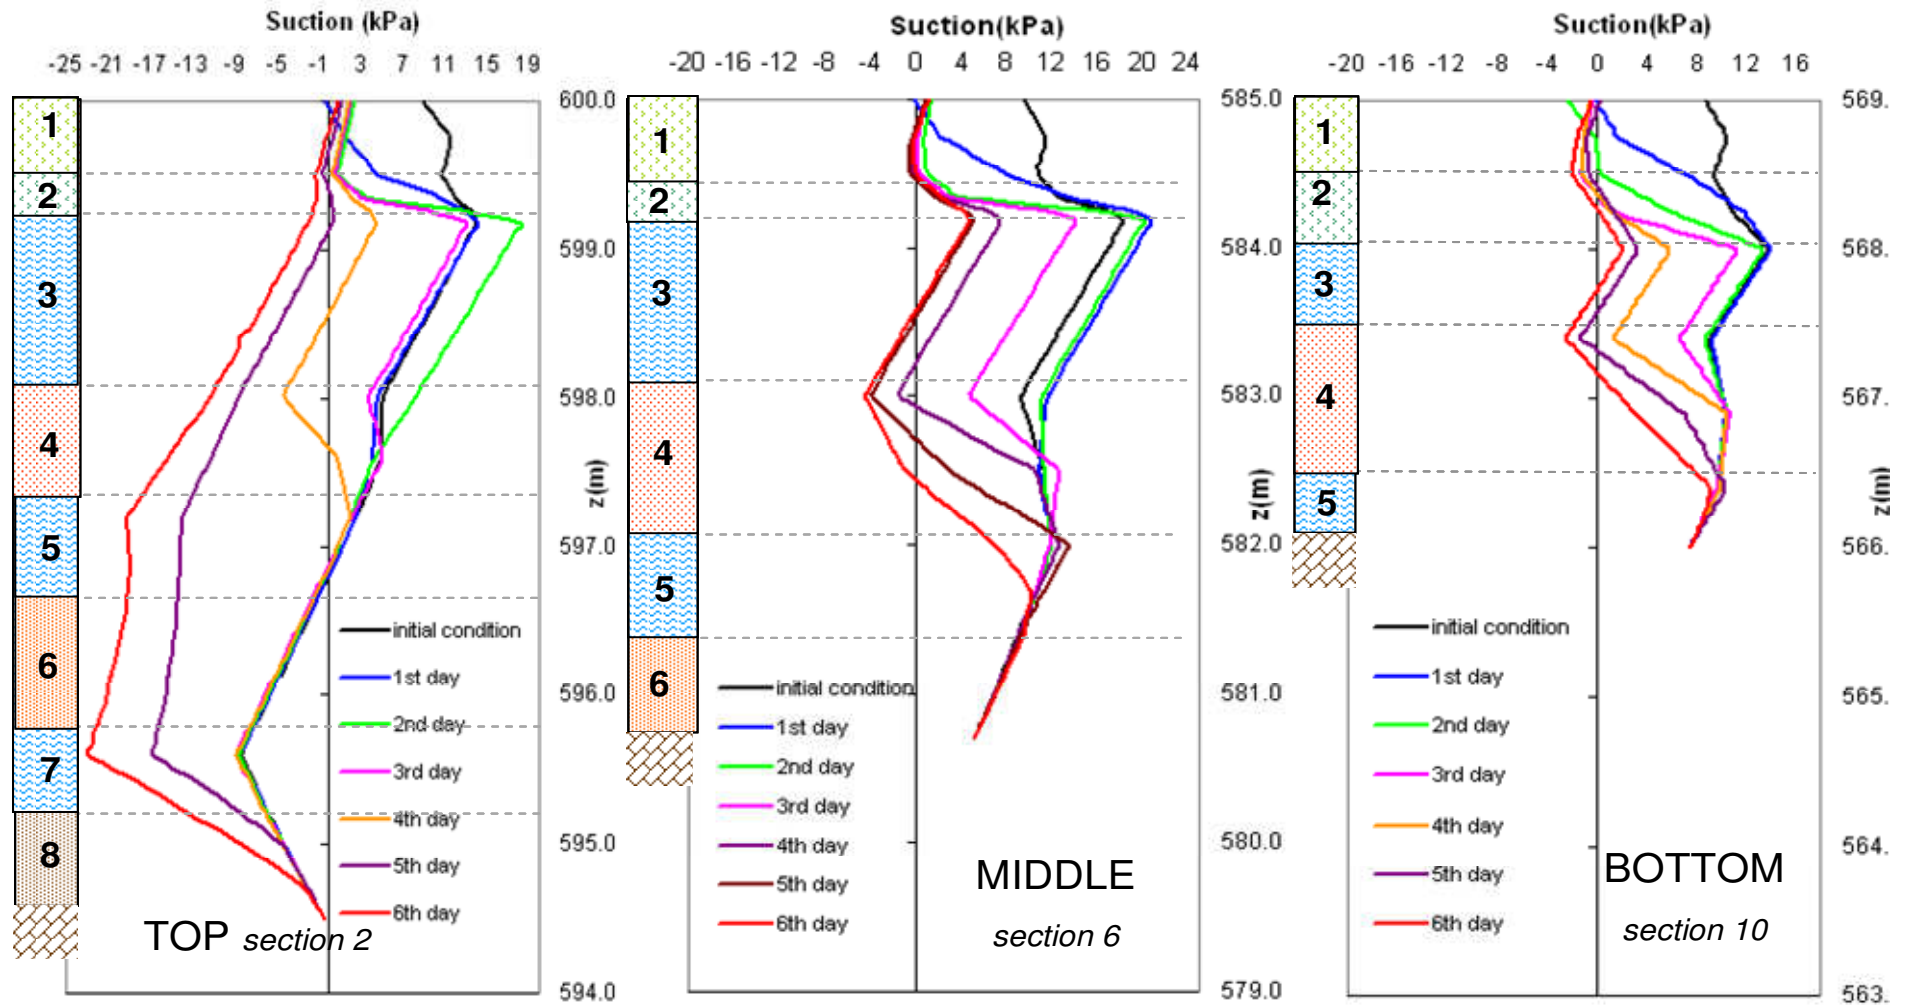 Suction (kPa)
-25 -21 -17 -13 -9 -5 -1 3 7 11 15 19
1
2
3
4
5
6
7
8
600.0
599.0
598.0
597.0
596.0
595.0
594.0
z(m)
initial condition
1st day
2nd day
3rd day
4th day
5th day
6th day
TOP section 2
Suction(kPa)
-20 -16 -12 -8 -4 0 4 8 12 16 20 24
1
2
3
4
5
6
585.0
584.0
583.0
582.0
581.0
580.0
579.0
z(m)
initial condition
1st day
2nd day
3rd day
4th day
5th day
6th day
MIDDLE
section 6
Suction(kPa)
-20 -16 -12 -8 -4 0 4 8 12 16
1
2
3
4
5
569.
568.
567.
566.
565.
564.
563.
z(m)
initial condition
1st day
2nd day
3rd day
4th day
5th day
6th day
BOTTOM
section 10